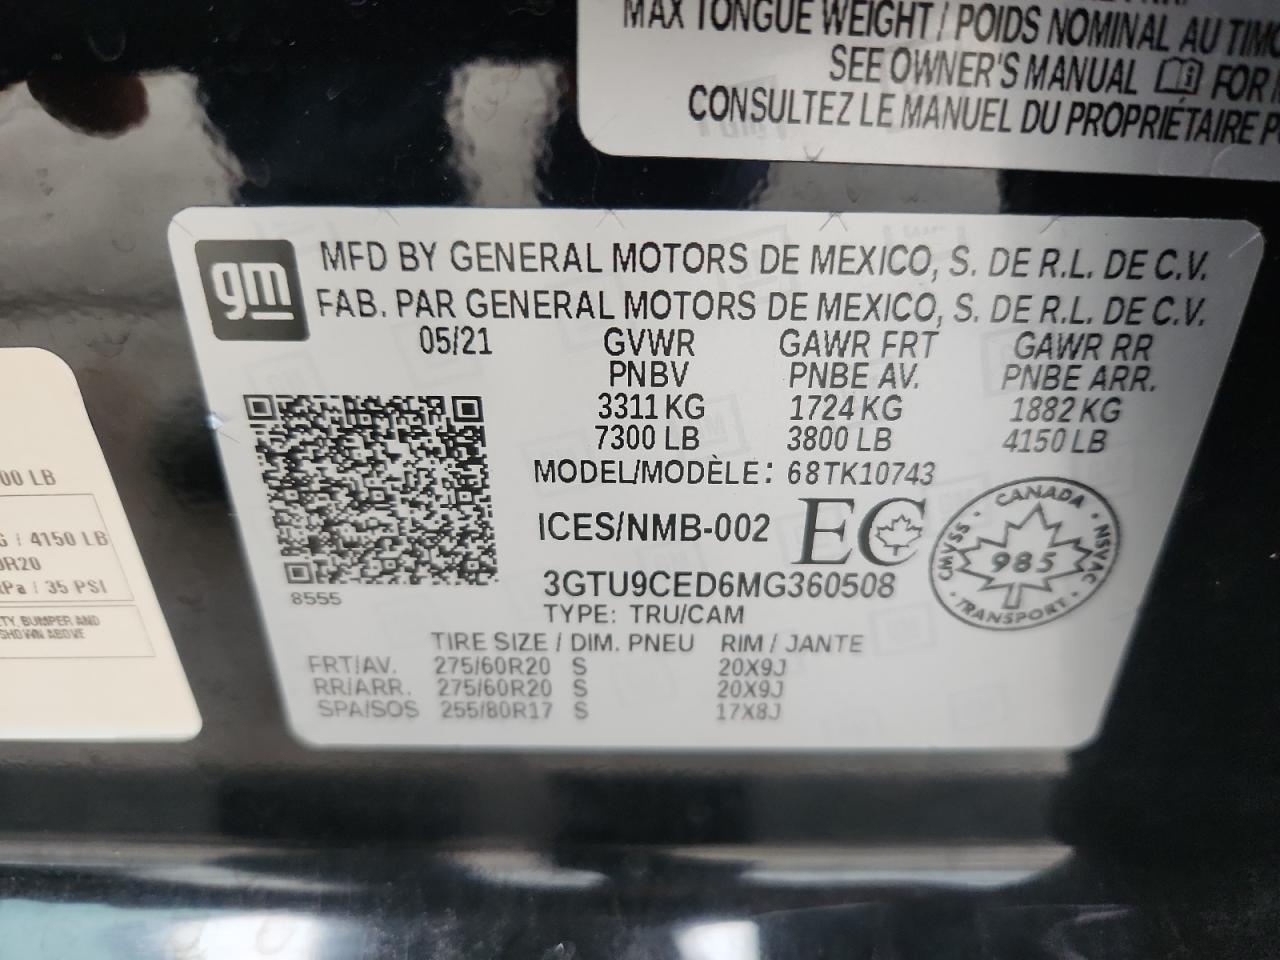 MAX TONGUE WEIGHT / POIDS NOMINAL AU
SEE OWNER'S MANUAL FOR
CONSULTEZ LE MANUEL DU PROPRIÉTAIRE
gm
MFD BY GENERAL MOTORS DE MEXICO, S. DE R.L. DE C.V.
FAB. PAR GENERAL MOTORS DE MEXICO, S. DE R.L. DE C.V.
05/21 GVWR GAWR FRT GAWR RR
PNBV PNBE AV. PNBE ARR.
3311 KG 1724 KG 1882 KG
7300 LB 3800 LB 4150 LB
MODEL/MODÈLE: 68TK10743
ICES/NMB-002 EC
CANADA
CMVSS 985 NSVAC
TRANSPORT
3GTU9CED6MG360508
8555
TYPE: TRU/CAM
TIRE SIZE / DIM. PNEU RIM / JANTE
FRT/AV. 275/60R20 S 20X9J
RR/ARR. 275/60R20 S 20X9J
SPA/SOS 255/80R17 S 17X8J
00 LB
/ 4150 LB
R20
kPa / 35 PSI
BUMPER AND
SHOWN ABOVE